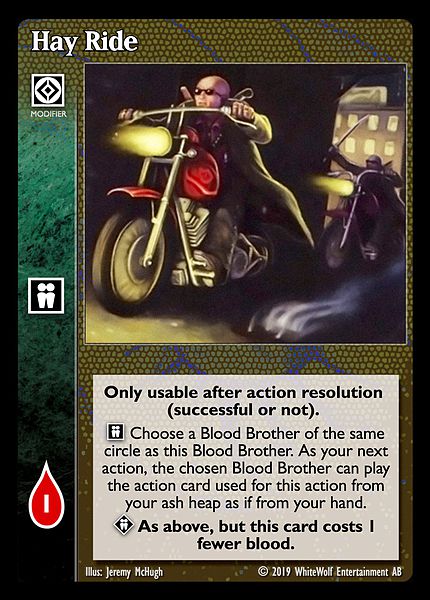 Hay Ride
MODIFIER
Only usable after action resolution
(successful or not).
Choose a Blood Brother of the same
circle as this Blood Brother. As your next
action, the chosen Blood Brother can play
the action card used for this action from
your ash heap as if from your hand.
As above, but this card costs 1
fewer blood.
1
Illus: Jeremy McHugh © 2019 WhiteWolf Entertainment AB